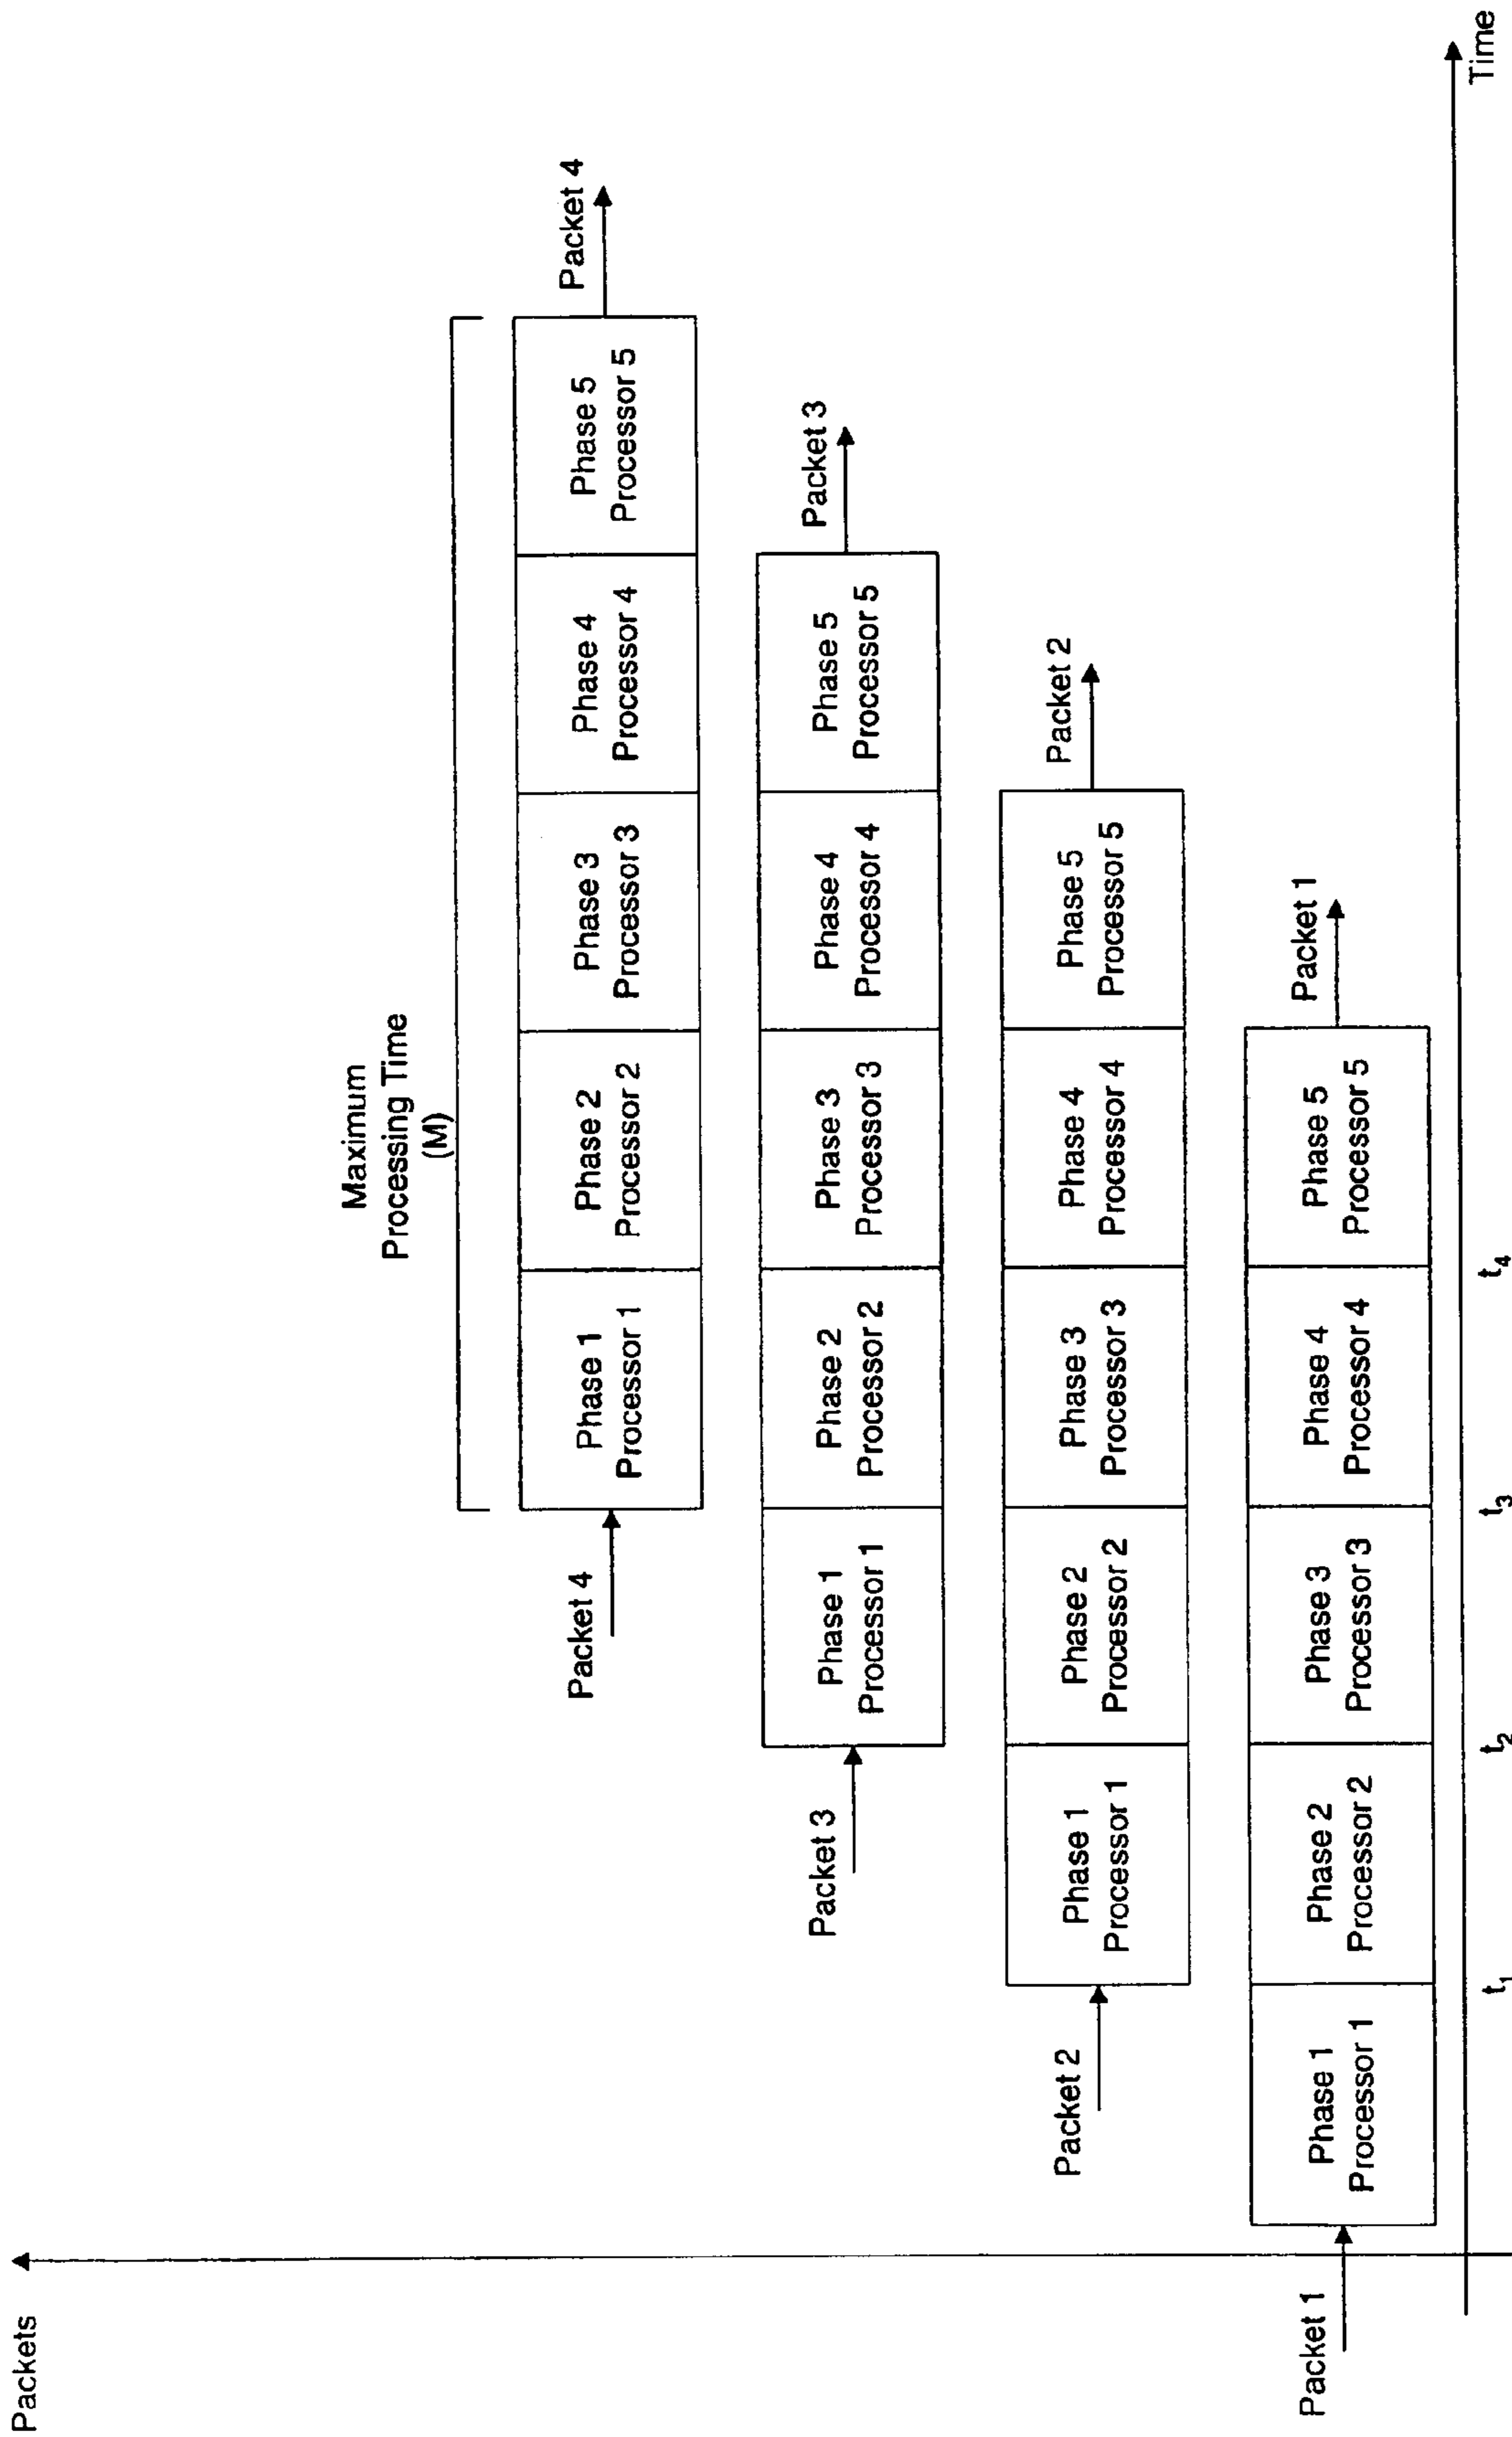 Packets
Maximum
Processing Time
(M)
Packet 4
Phase 1
Processor 1
Phase 2
Processor 2
Phase 3
Processor 3
Phase 4
Processor 4
Phase 5
Processor 5
Packet 4
Packet 3
Phase 1
Processor 1
Phase 2
Processor 2
Phase 3
Processor 3
Phase 4
Processor 4
Phase 5
Processor 5
Packet 3
Packet 2
Phase 1
Processor 1
Phase 2
Processor 2
Phase 3
Processor 3
Phase 4
Processor 4
Phase 5
Processor 5
Packet 2
Packet 1
Phase 1
Processor 1
Phase 2
Processor 2
Phase 3
Processor 3
Phase 4
Processor 4
Phase 5
Processor 5
Packet 1
t1
t2
t3
t4
Time